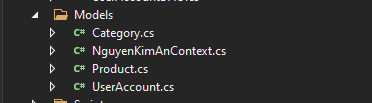 Models
C# Category.cs
C# NguyenKimAnContext.cs
C# Product.cs
C# UserAccount.cs